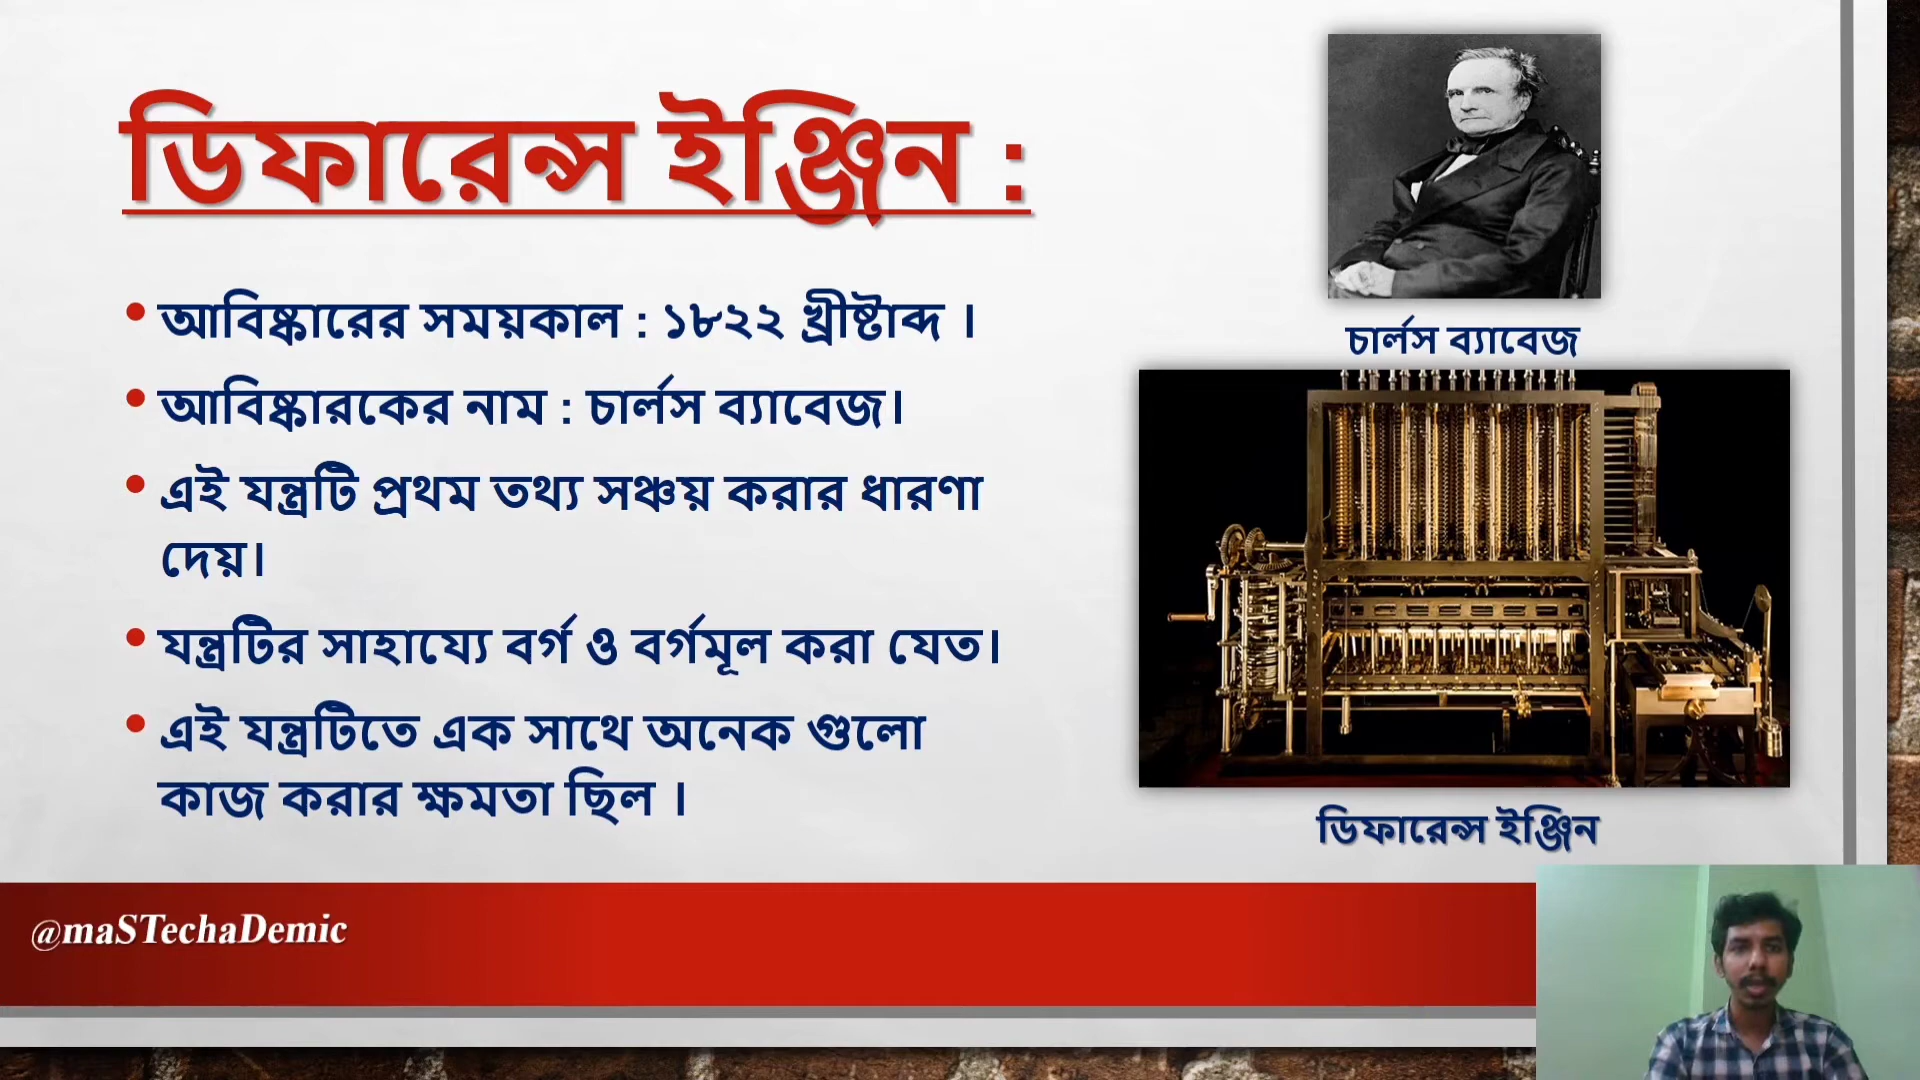 ডিফারেন্স ইঞ্জিন :
• আবিষ্কারের সময়কাল : ১৮২২ খ্রীষ্টাব্দ ।
• আবিষ্কারকের নাম : চার্লস ব্যাবেজ।
• এই যন্ত্রটি প্রথম তথ্য সঞ্চয় করার ধারণা
দেয়।
• যন্ত্রটির সাহায্যে বর্গ ও বর্গমূল করা যেত।
• এই যন্ত্রটিতে এক সাথে অনেক গুলো
কাজ করার ক্ষমতা ছিল ।
চার্লস ব্যাবেজ
ডিফারেন্স ইঞ্জিন
@maSTechaDemic